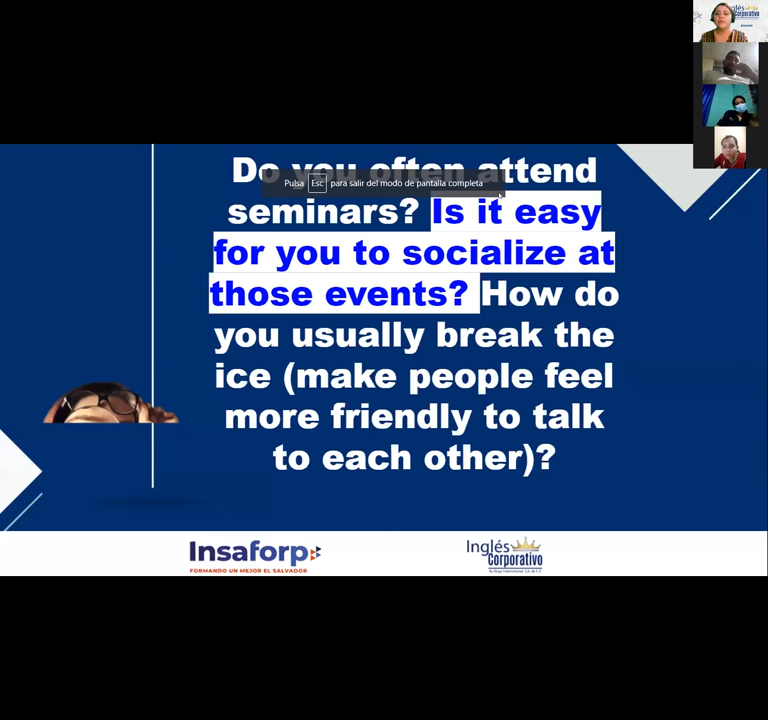 Inglés
Corporativo
Do you often attend
Pulsa Esc para salir del modo de pantalla completa
seminars? Is it easy
for you to socialize at
those events? How do
you usually break the
ice (make people feel
more friendly to talk
to each other)?
Insaforp
FORMANDO UN MEJOR EL SALVADOR
Inglés
Corporativo